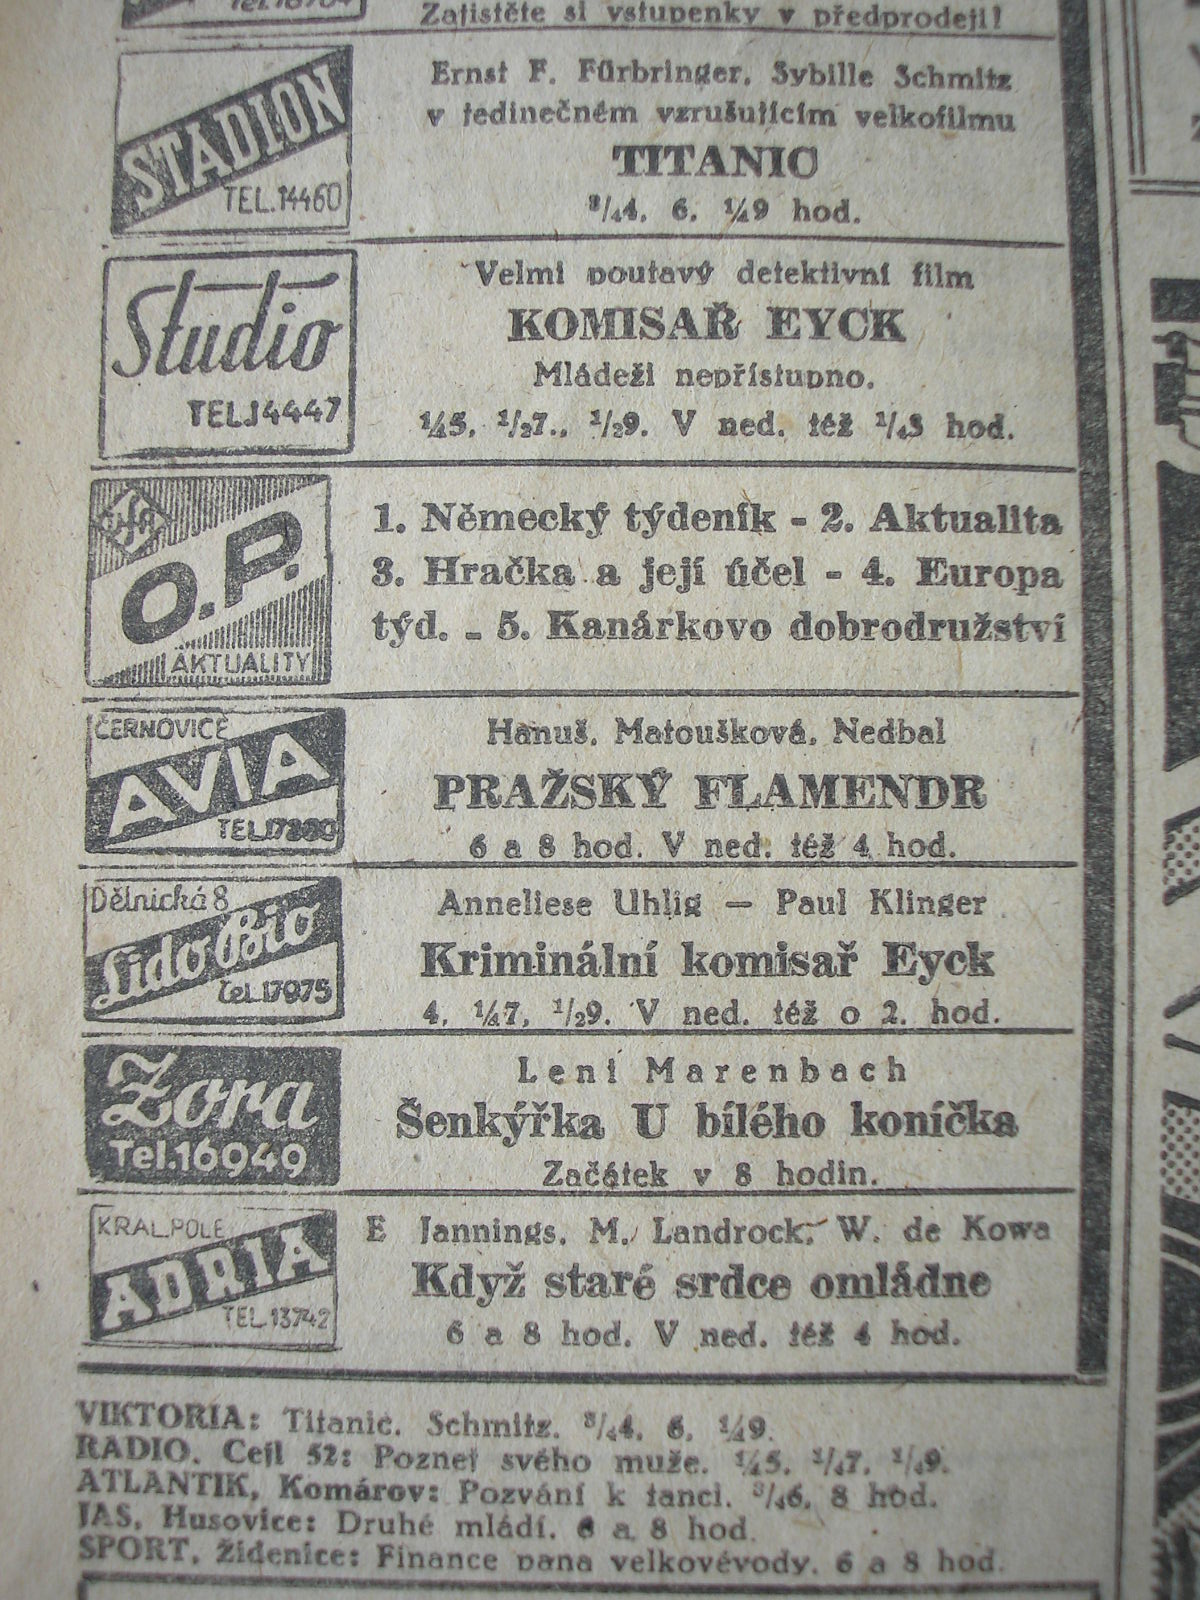 Zajistěte si vstupenky v předprodeji!
STADION
TEL.14460
Ernst F. Fürbringer, Sybille Schmitz
v jedinečném vzrušujícím velkofilmu
TITANIC
3/44, 6, 1/49 hod.
Studio
TEL.14447
Velmi poutavý detektivní film
KOMISAŘ EYCK
Mládeži nepřístupno.
1/45, 1/27., 1/29. V ned. též 1/43 hod.
O.P.
AKTUALITY
1. Německý týdeník - 2. Aktualita
3. Hračka a její účel - 4. Europa
týd. - 5. Kanárkovo dobrodružství
ČERNOVICE
AVIA
Hanuš, Matoušková, Nedbal
PRAŽSKÝ FLAMENDR
6 a 8 hod. V ned. též 4 hod.
Dělnická 8
Lido Bio
tel.17975
Anneliese Uhlig — Paul Klinger
Kriminální komisař Eyck
4, 1/47, 1/29. V ned. též o 2. hod.
Zora
Tel.16949
Leni Marenbach
Šenkýřka U bílého koníčka
Začátek v 8 hodin.
KRAL.POLE
ADRIA
TEL.13742
E Jannings, M. Landrock, W. de Kowa
Když staré srdce omládne
6 a 8 hod. V ned. též 4 hod.
VIKTORIA: Titanic. Schmitz. 3/44, 6, 1/49.
RADIO, Cejl 52: Poznej svého muže. 1/45, 1/47, 1/49.
ATLANTIK, Komárov: Pozvání k tanci. 3/46, 8 hod.
JAS, Husovice: Druhé mládí. 6 a 8 hod.
SPORT, Židenice: Finance pana velkovévody. 6 a 8 hod.